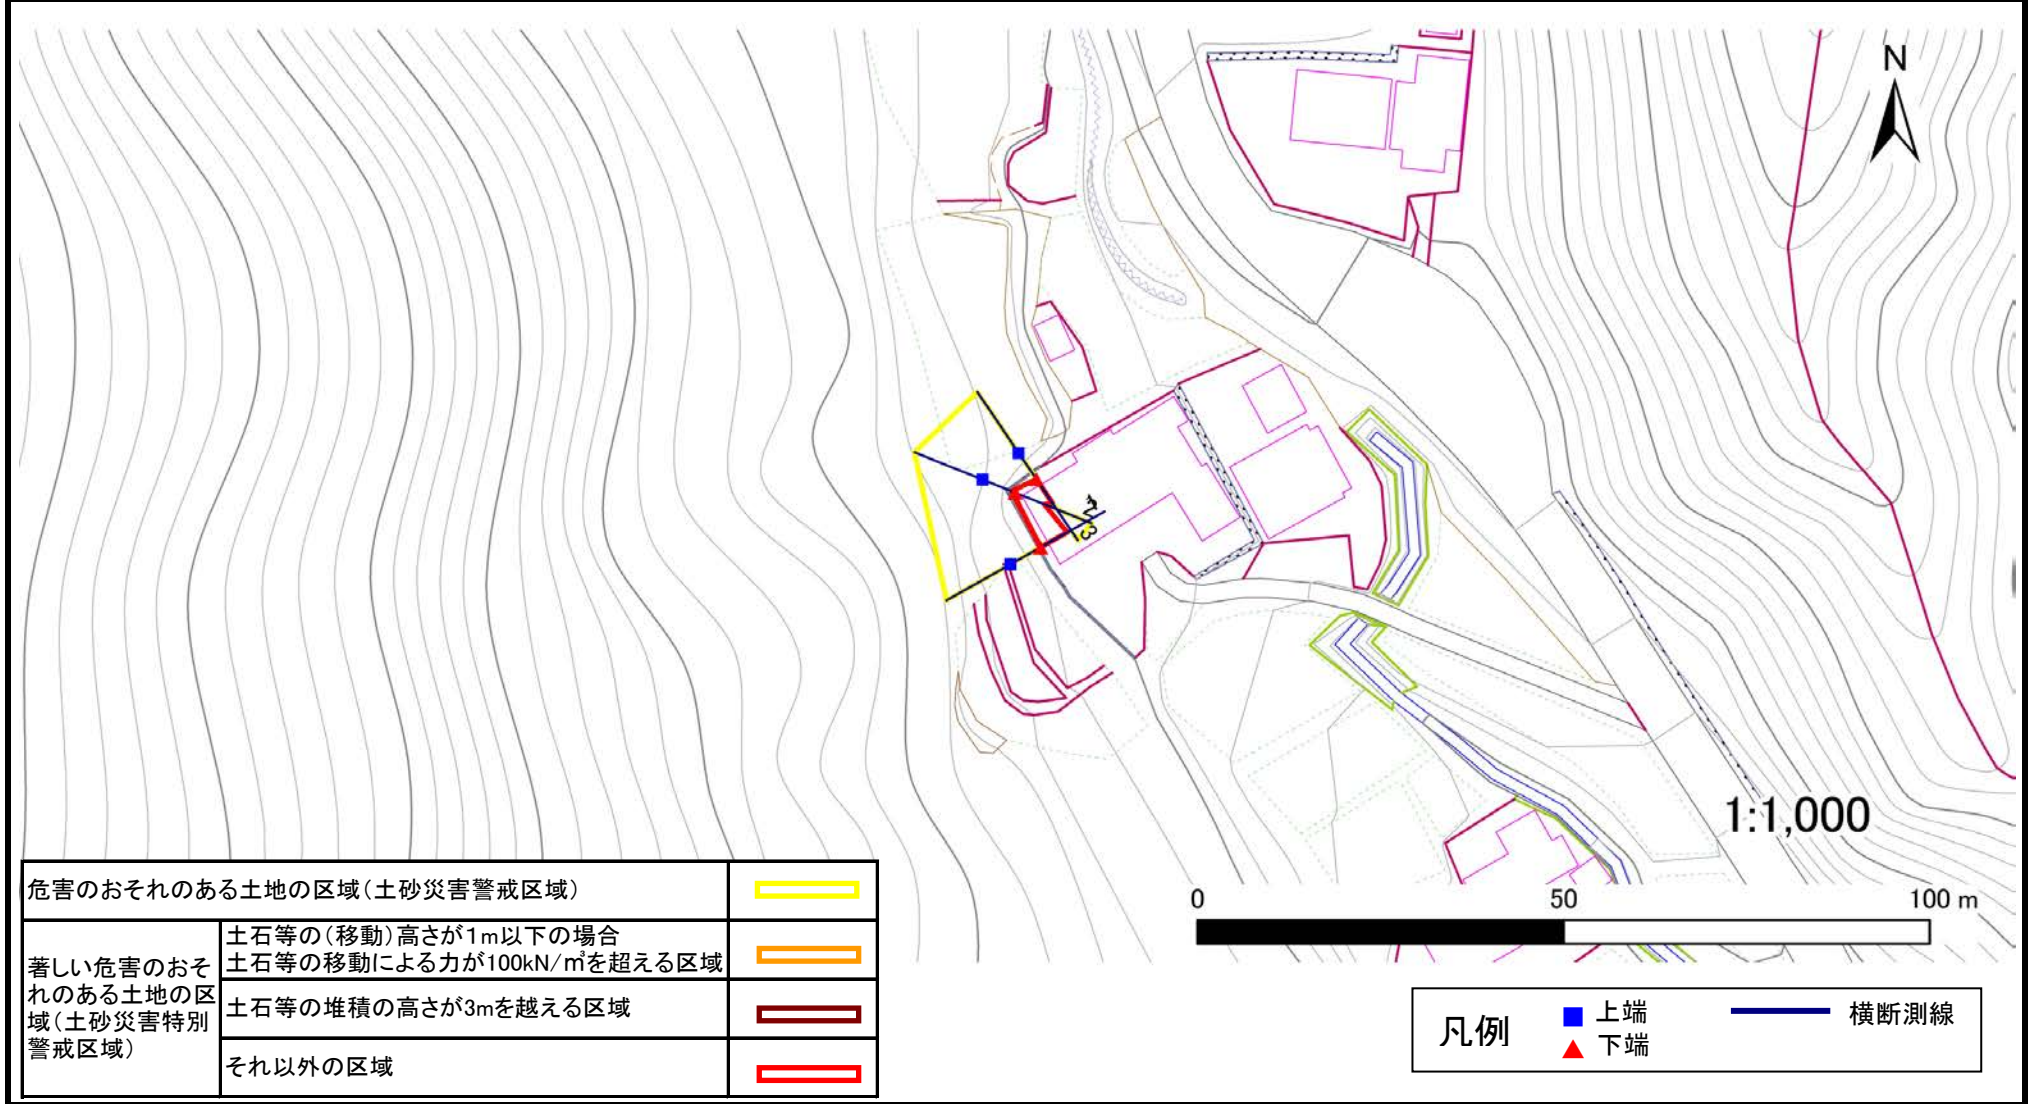 N
1:1,000
0 50 100 m
危害のおそれのある土地の区域(土砂災害警戒区域)
著しい危害のおそ
れのある土地の区
域(土砂災害特別
警戒区域)
土石等の(移動)高さが1m以下の場合
土石等の移動による力が100kN/㎡を超える区域
土石等の堆積の高さが3mを越える区域
それ以外の区域
凡例
上端
下端
横断測線